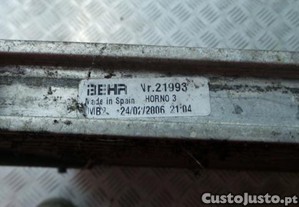 BEHR Nr.21993
Made in Spain HORNO 3
24/02/2006 21:04
CustoJusto.pt